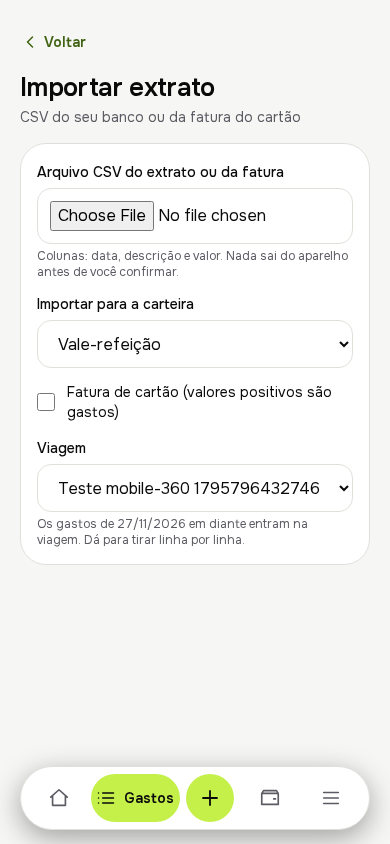 Voltar
Importar extrato
CSV do seu banco ou da fatura do cartão
Arquivo CSV do extrato ou da fatura
Choose File No file chosen
Colunas: data, descrição e valor. Nada sai do aparelho
antes de você confirmar.
Importar para a carteira
Vale-refeição
Fatura de cartão (valores positivos são
gastos)
Viagem
Teste mobile-360 1795796432746
Os gastos de 27/11/2026 em diante entram na
viagem. Dá para tirar linha por linha.
Gastos